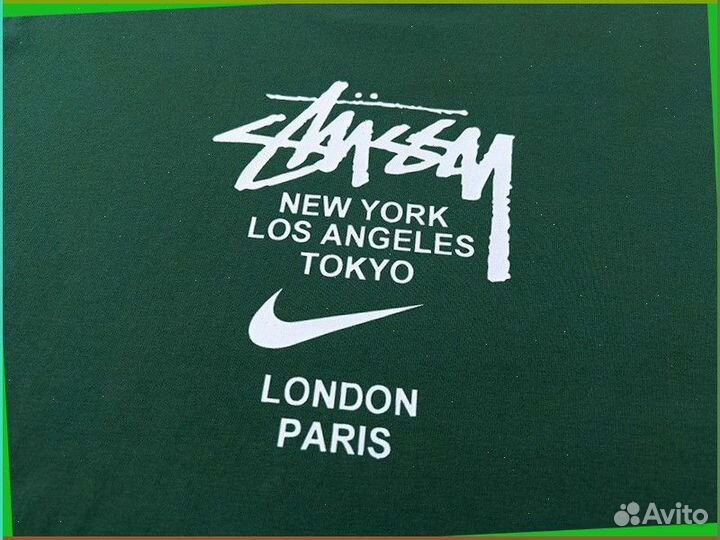 Stüssy
NEW YORK
LOS ANGELES
TOKYO
LONDON
PARIS
Avito